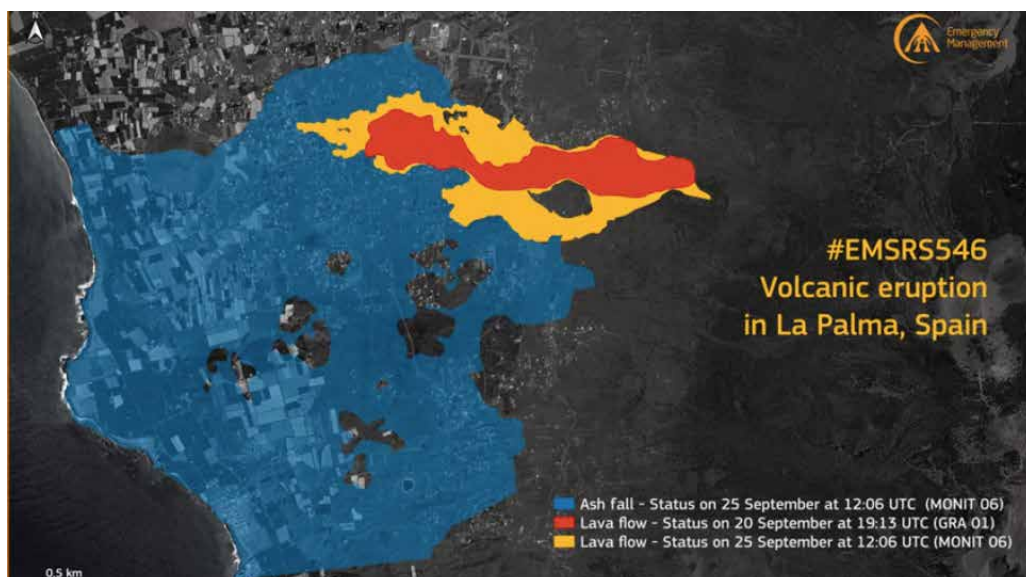 Emergency
Management
#EMSRS546
Volcanic eruption
in La Palma, Spain
Ash fall - Status on 25 September at 12:06 UTC (MONIT 06)
Lava flow - Status on 20 September at 19:13 UTC (GRA 01)
Lava flow - Status on 25 September at 12:06 UTC (MONIT 06)
0.5 km